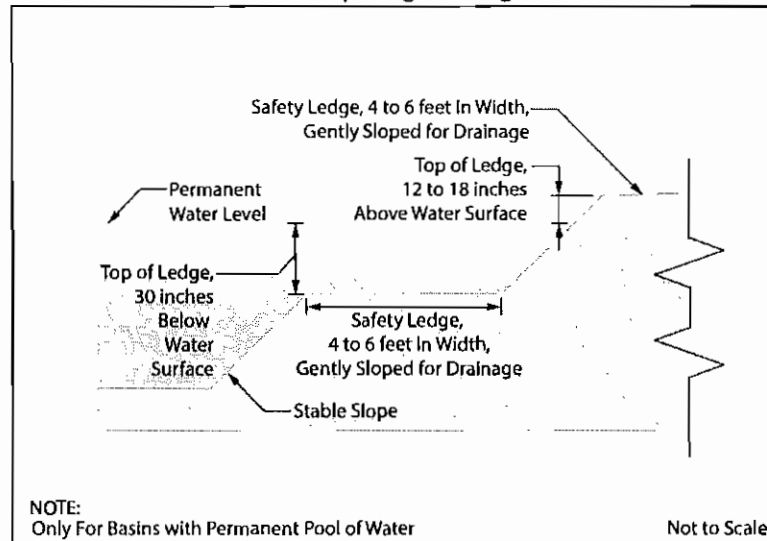 Safety Ledge, 4 to 6 feet In Width,
Gently Sloped for Drainage
Top of Ledge,
12 to 18 inches
Above Water Surface
Permanent
Water Level
Top of Ledge,
30 inches
Below
Water
Surface
Safety Ledge,
4 to 6 feet In Width,
Gently Sloped for Drainage
Stable Slope
NOTE:
Only For Basins with Permanent Pool of Water
Not to Scale